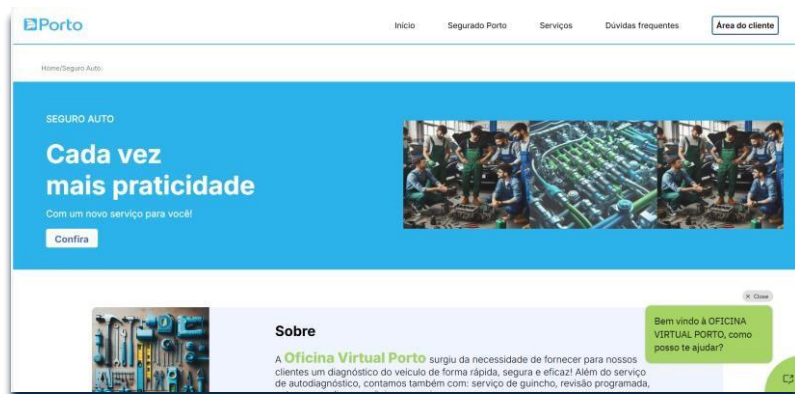 Porto
Início Segurado Porto Serviços Dúvidas frequentes Área do cliente
Home/Seguro Auto
SEGURO AUTO
Cada vez
mais praticidade
Com um novo serviço para você!
Confira
× Close
Bem vindo à OFICINA
VIRTUAL PORTO, como
posso te ajudar?
Sobre
A Oficina Virtual Porto surgiu da necessidade de fornecer para nossos
clientes um diagnóstico do veículo de forma rápida, segura e eficaz! Além do serviço
de autodiagnóstico, contamos também com: serviço de guincho, revisão programada,